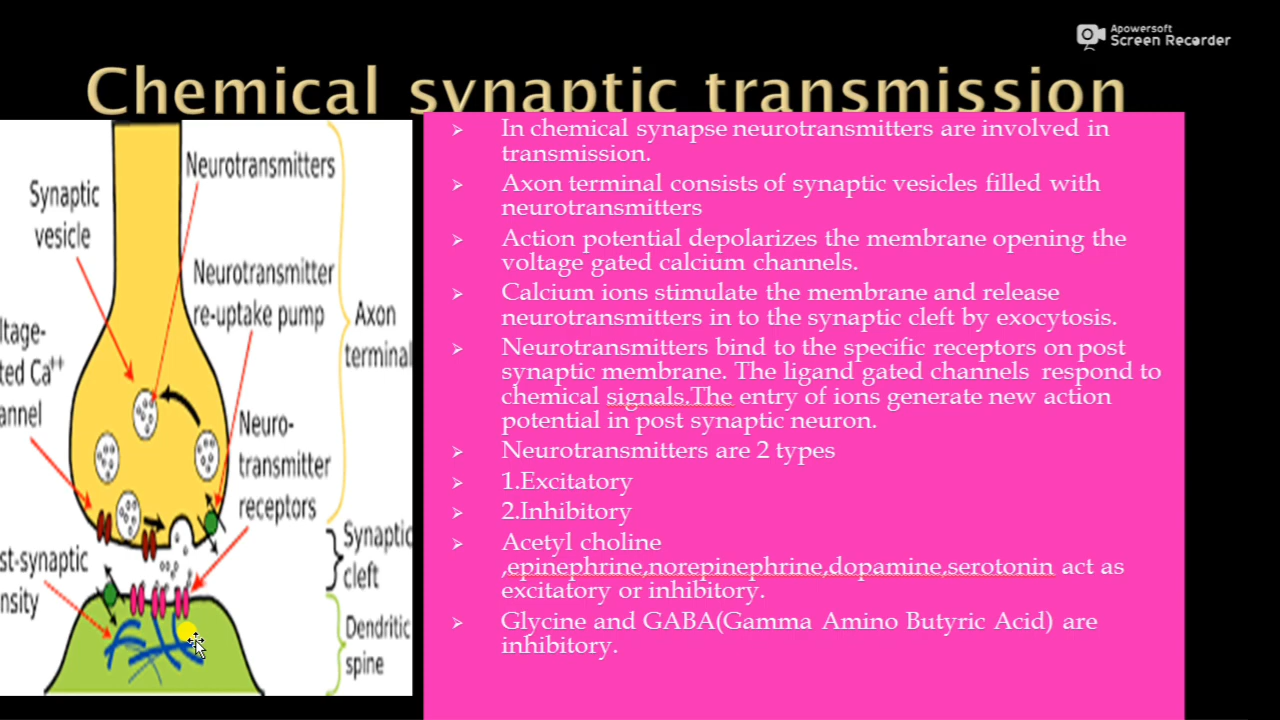 Apowersoft
Screen Recorder
Chemical synaptic transmission
Neurotransmitters
Synaptic
vesicle
Neurotransmitter
re-uptake pump
Axon
terminal
ltage-
ted Ca++
annel
Neuro-
transmitter
receptors
Synaptic
cleft
st-synaptic
nsity
Dendritic
spine
➢ In chemical synapse neurotransmitters are involved in
transmission.
➢ Axon terminal consists of synaptic vesicles filled with
neurotransmitters
➢ Action potential depolarizes the membrane opening the
voltage gated calcium channels.
➢ Calcium ions stimulate the membrane and release
neurotransmitters in to the synaptic cleft by exocytosis.
➢ Neurotransmitters bind to the specific receptors on post
synaptic membrane. The ligand gated channels respond to
chemical signals.The entry of ions generate new action
potential in post synaptic neuron.
➢ Neurotransmitters are 2 types
➢ 1.Excitatory
➢ 2.Inhibitory
➢ Acetyl choline
,epinephrine,norepinephrine,dopamine,serotonin act as
excitatory or inhibitory.
➢ Glycine and GABA(Gamma Amino Butyric Acid) are
inhibitory.